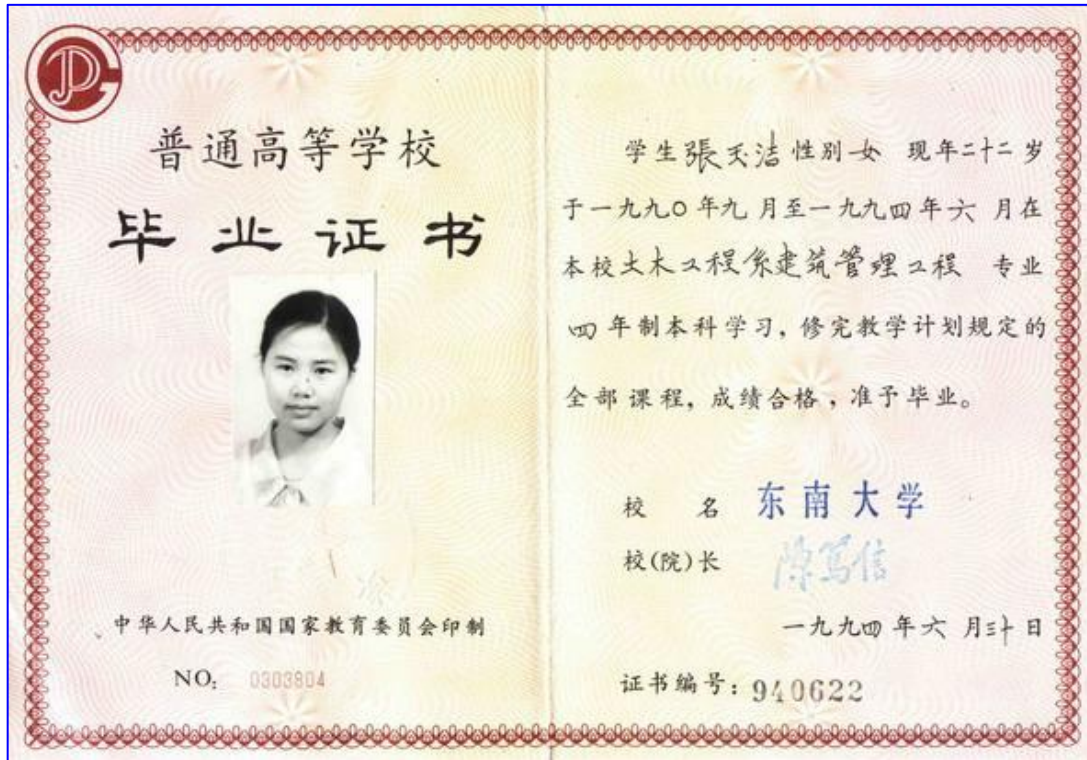 普通高等学校
毕业证书
中华人民共和国国家教育委员会印制
NO: 0303804
学生張天洁性别女 现年二十二岁
于一九九〇年九月至一九九四年六月在
本校土木工程系建筑管理工程 专业
四年制本科学习，修完教学计划规定的
全部课程，成绩合格，准予毕业。
校 名 东南大学
校(院)长 陈笃信
一九九四年六月三十日
证书编号：940622